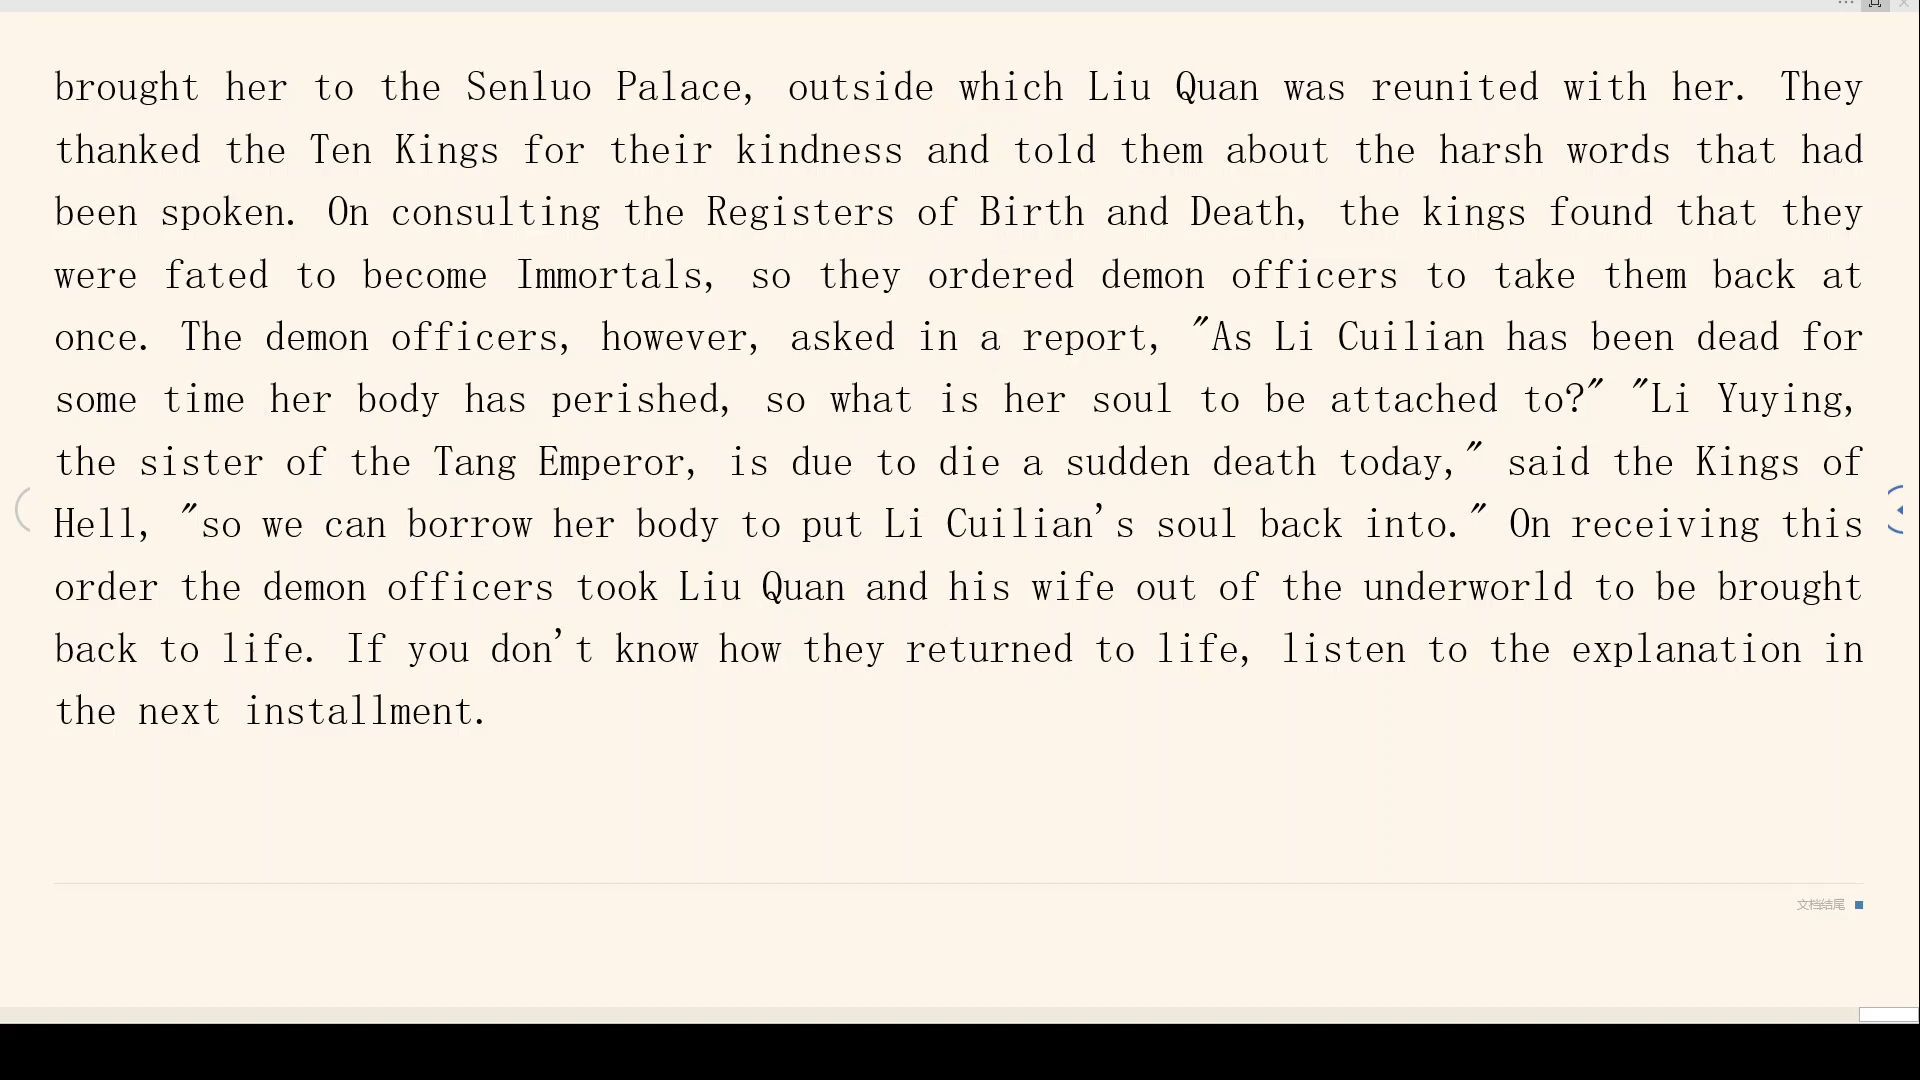 brought her to the Senluo Palace, outside which Liu Quan was reunited with her. They
thanked the Ten Kings for their kindness and told them about the harsh words that had
been spoken. On consulting the Registers of Birth and Death, the kings found that they
were fated to become Immortals, so they ordered demon officers to take them back at
once. The demon officers, however, asked in a report, "As Li Cuilian has been dead for
some time her body has perished, so what is her soul to be attached to?" "Li Yuying,
the sister of the Tang Emperor, is due to die a sudden death today," said the Kings of
Hell, "so we can borrow her body to put Li Cuilian's soul back into." On receiving this
order the demon officers took Liu Quan and his wife out of the underworld to be brought
back to life. If you don't know how they returned to life, listen to the explanation in
the next installment.
文档结尾